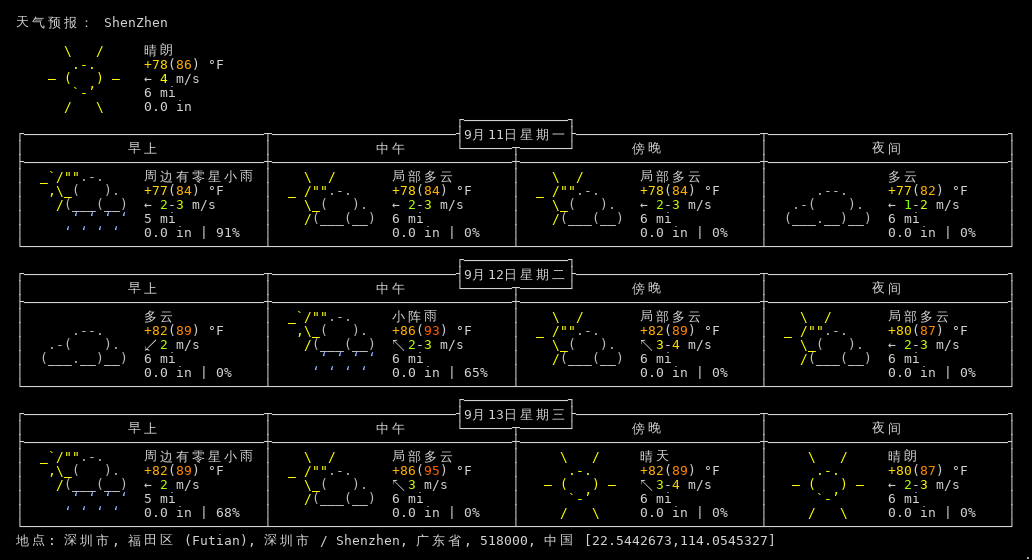 天气预报： ShenZhen
晴朗
+78(86) °F
← 4 m/s
6 mi
0.0 in
9月11日星期一
早上 中午 傍晚 夜间
周边有零星小雨 局部多云 局部多云 多云
+77(84) °F +78(84) °F +78(84) °F +77(82) °F
← 2-3 m/s ← 2-3 m/s ← 2-3 m/s ← 1-2 m/s
5 mi 6 mi 6 mi 6 mi
0.0 in | 91% 0.0 in | 0% 0.0 in | 0% 0.0 in | 0%
9月12日星期二
早上 中午 傍晚 夜间
多云 小阵雨 局部多云 局部多云
+82(89) °F +86(93) °F +82(89) °F +80(87) °F
↙ 2 m/s ↖ 2-3 m/s ↖ 3-4 m/s ← 2-3 m/s
6 mi 6 mi 6 mi 6 mi
0.0 in | 0% 0.0 in | 65% 0.0 in | 0% 0.0 in | 0%
9月13日星期三
早上 中午 傍晚 夜间
周边有零星小雨 局部多云 晴天 晴朗
+82(89) °F +86(95) °F +82(89) °F +80(87) °F
← 2 m/s ↖ 3 m/s ↖ 3-4 m/s ← 2-3 m/s
5 mi 6 mi 6 mi 6 mi
0.0 in | 68% 0.0 in | 0% 0.0 in | 0% 0.0 in | 0%
地点: 深圳市, 福田区 (Futian), 深圳市 / Shenzhen, 广东省, 518000, 中国 [22.5442673,114.0545327]